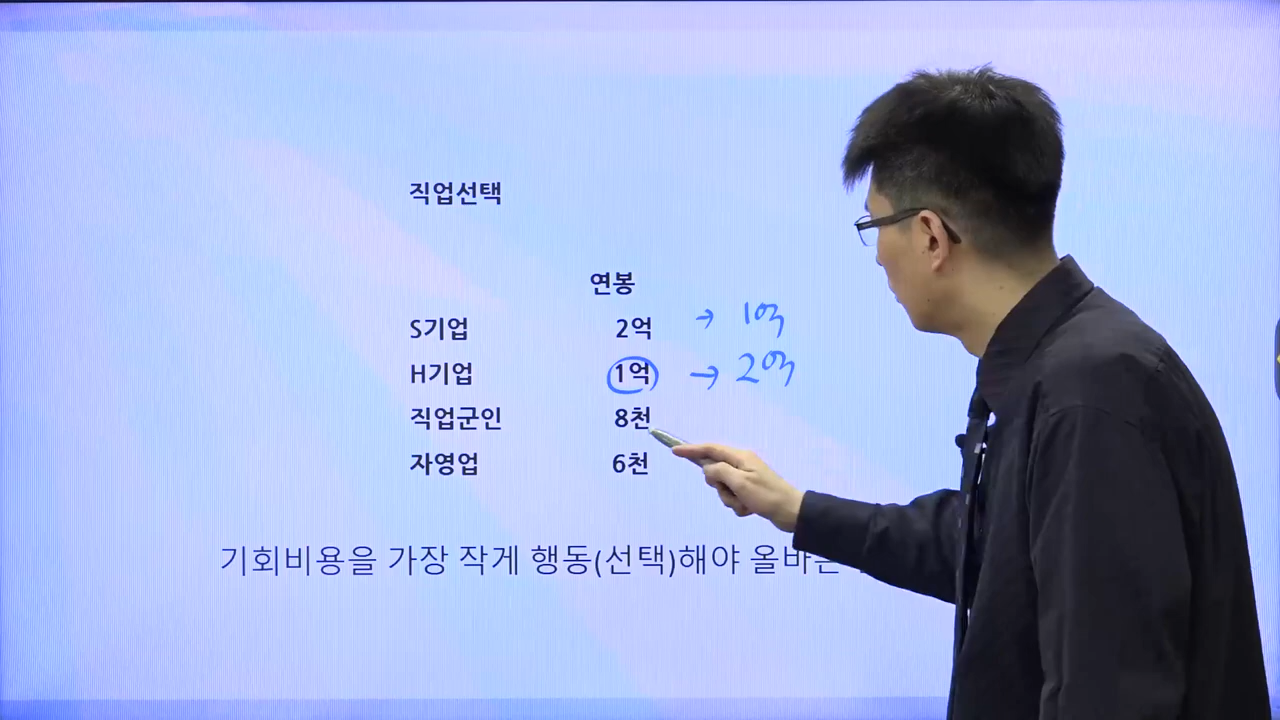 직업선택
연봉
S기업 2억 → 1억
H기업 1억 → 2억
직업군인 8천
자영업 6천
기회비용을 가장 작게 행동(선택)해야 올바른